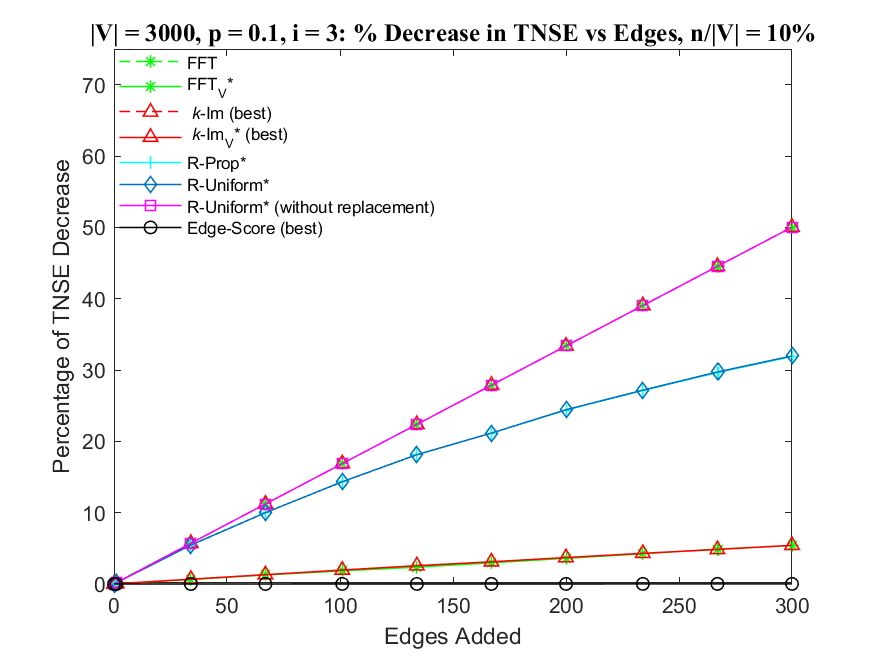 |V| = 3000, p = 0.1, i = 3: % Decrease in TNSE vs Edges, n/|V| = 10%
FFT
FFT_V*
k-Im (best)
k-Im_V* (best)
R-Prop*
R-Uniform*
R-Uniform* (without replacement)
Edge-Score (best)
Percentage of TNSE Decrease
70
60
50
40
30
20
10
0
0 50 100 150 200 250 300
Edges Added